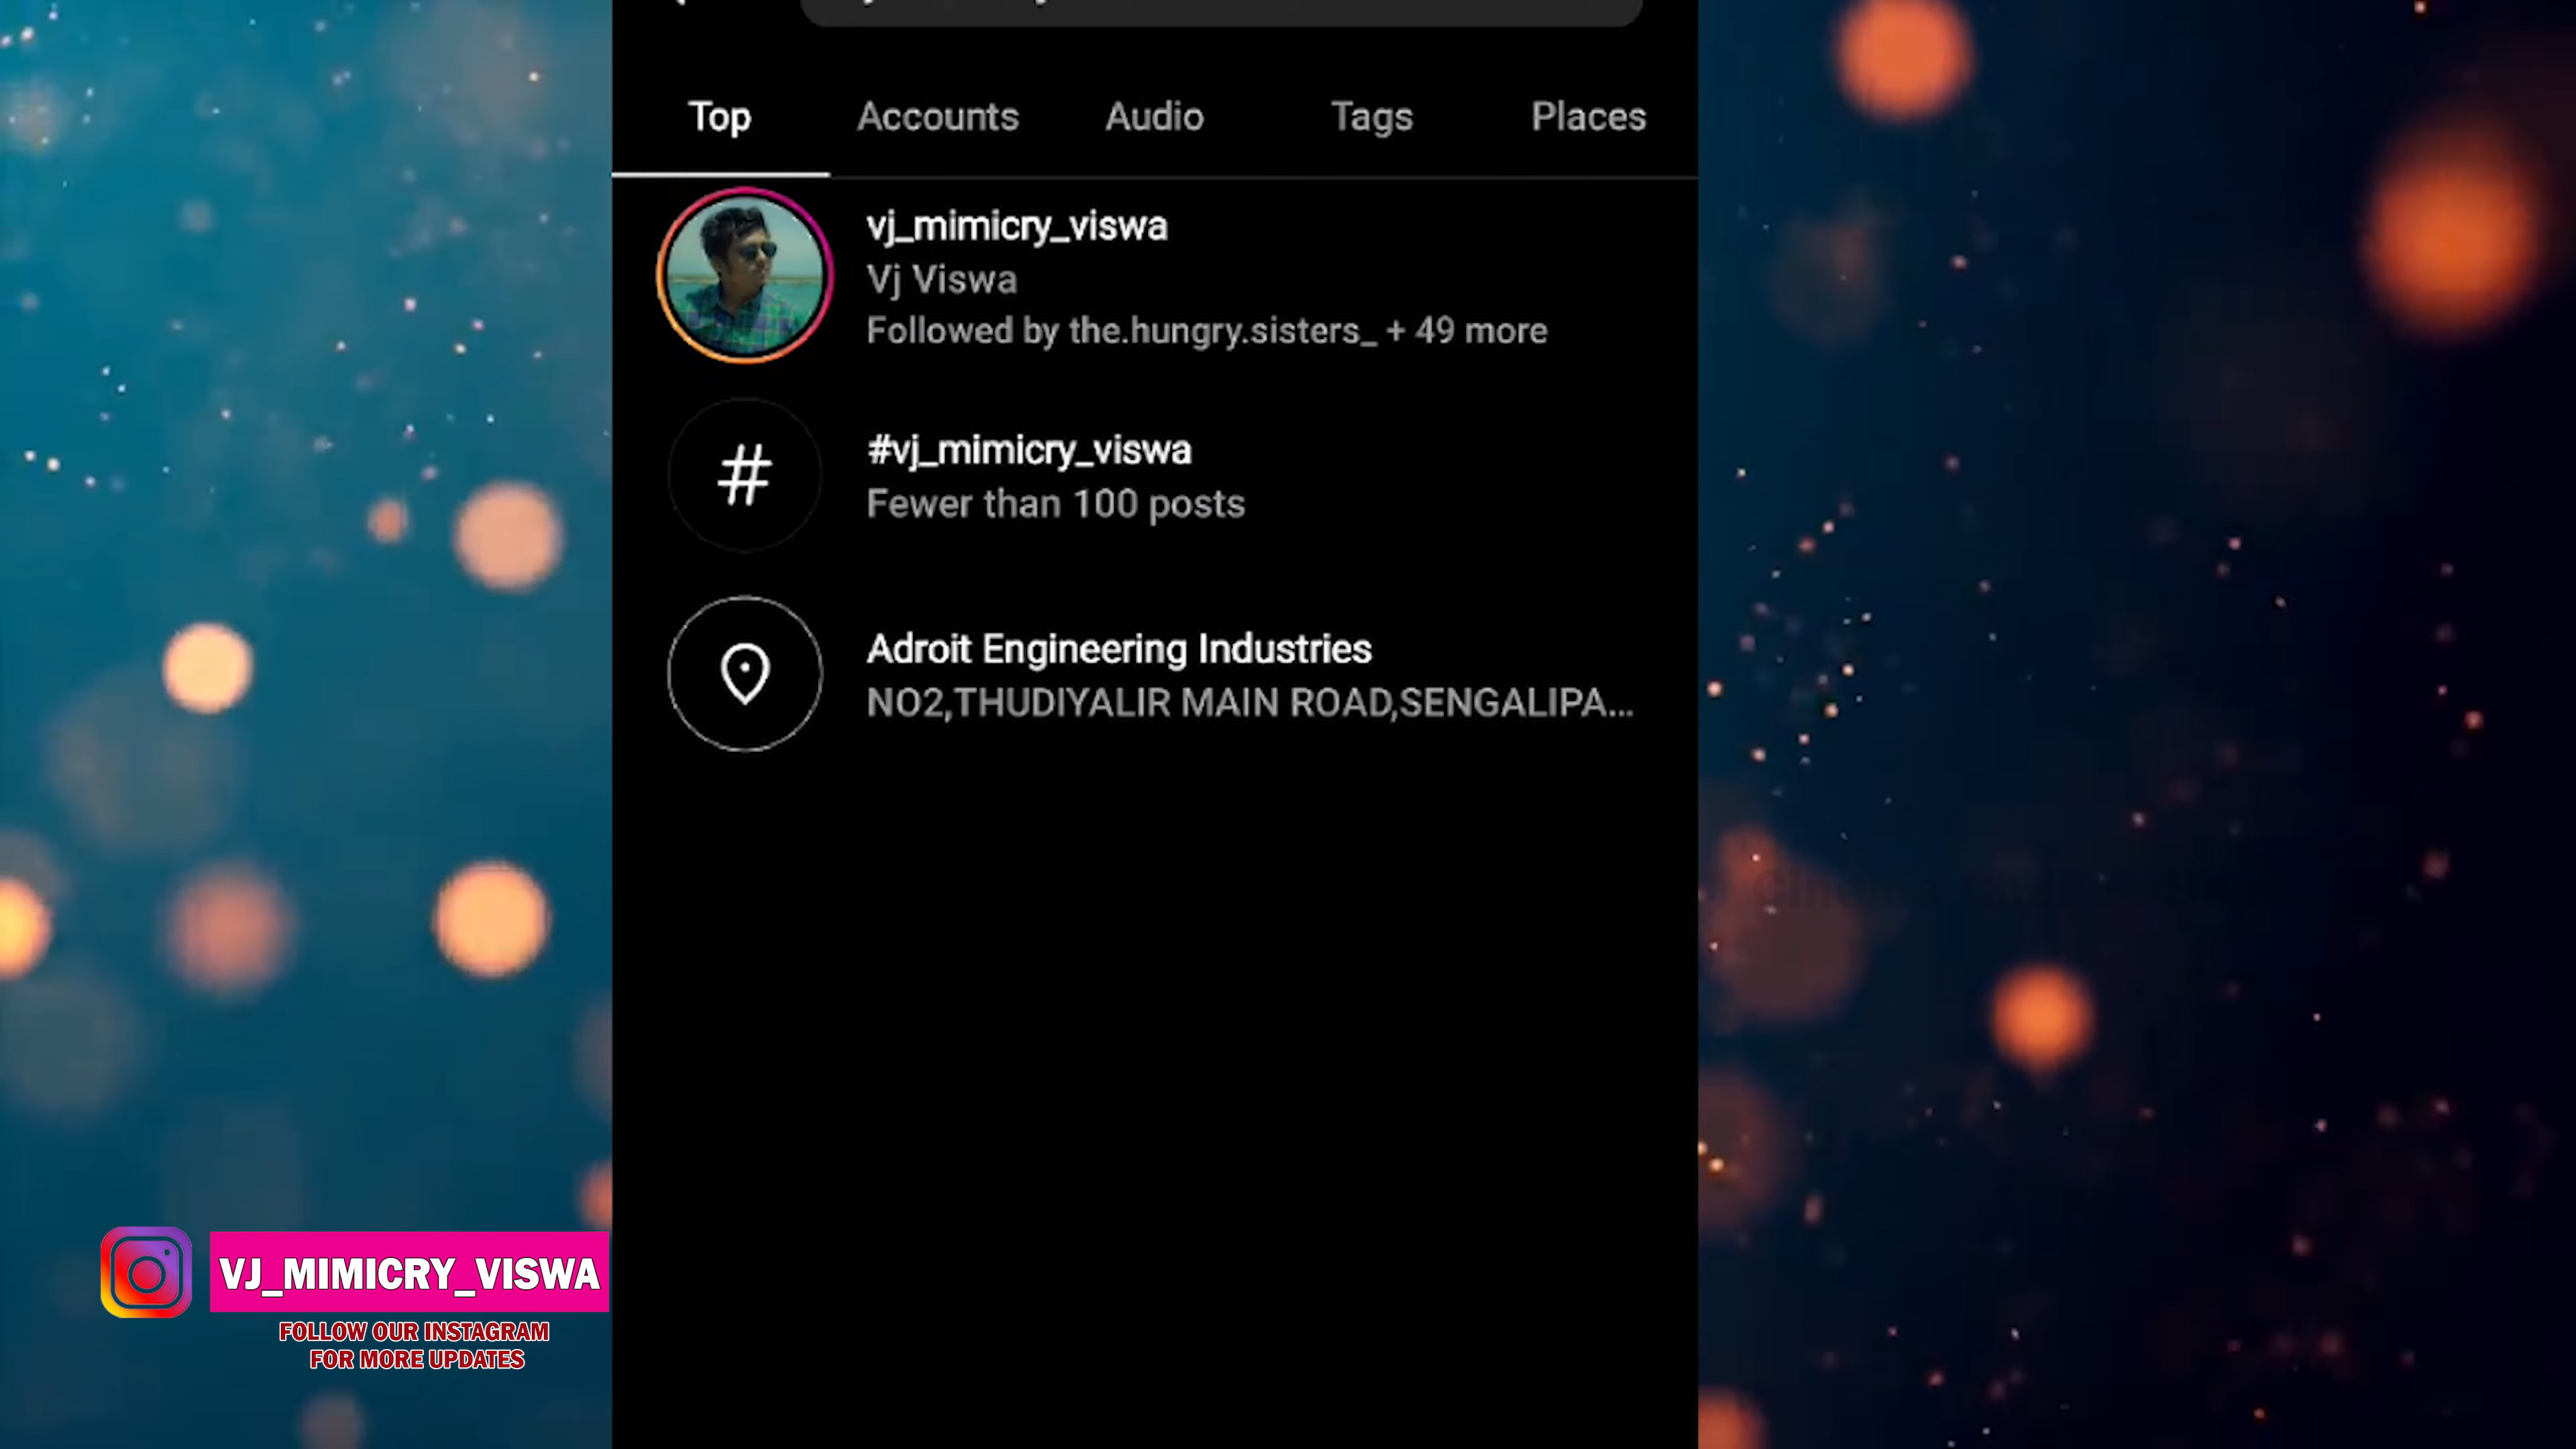 Top
Accounts
Audio
Tags
Places
vj_mimicry_viswa
Vj Viswa
Followed by the.hungry.sisters_ + 49 more
#
#vj_mimicry_viswa
Fewer than 100 posts
Adroit Engineering Industries
NO2,THUDIYALIR MAIN ROAD,SENGALIPA...
VJ_MIMICRY_VISWA
FOLLOW OUR INSTAGRAM
FOR MORE UPDATES